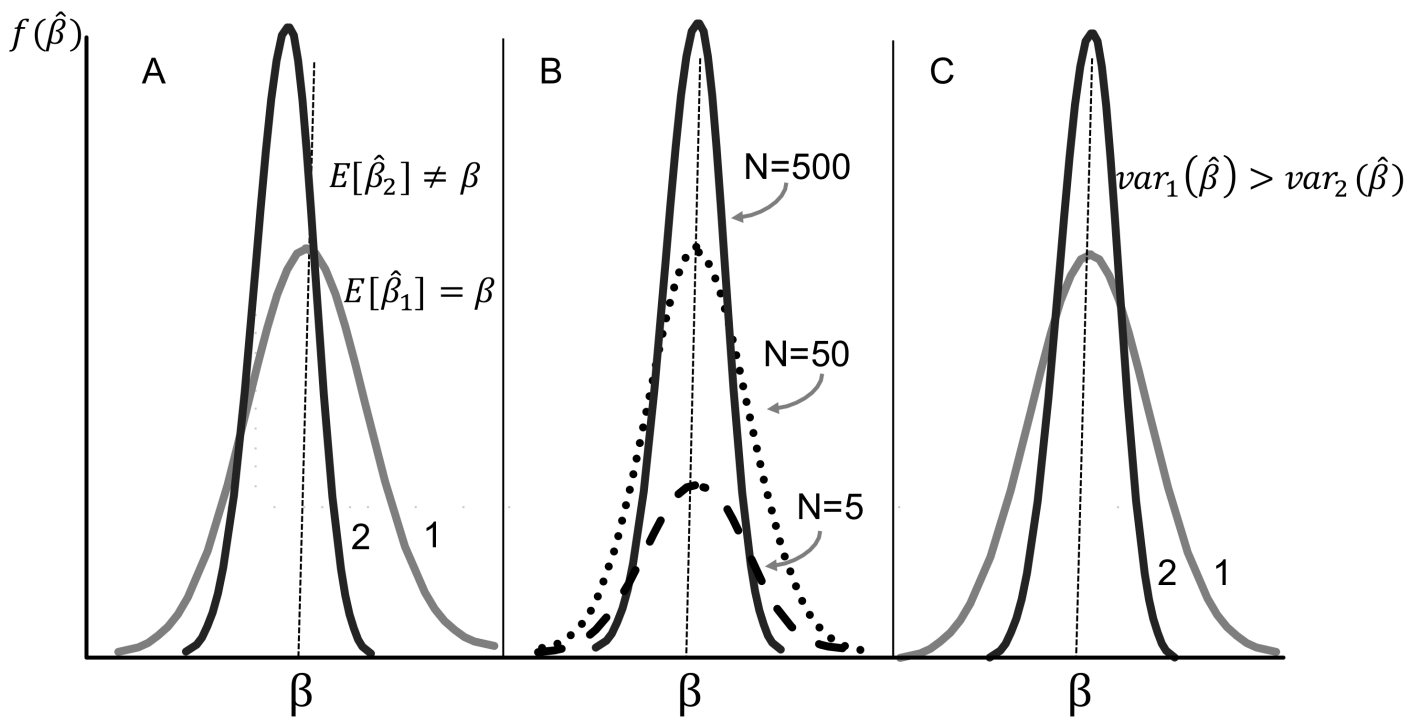 f(β̂)
A
B
C
E[β̂₂] ≠ β
E[β̂₁] = β
2
1
N=500
N=50
N=5
var₁(β̂) > var₂(β̂)
2
1
β
β
β